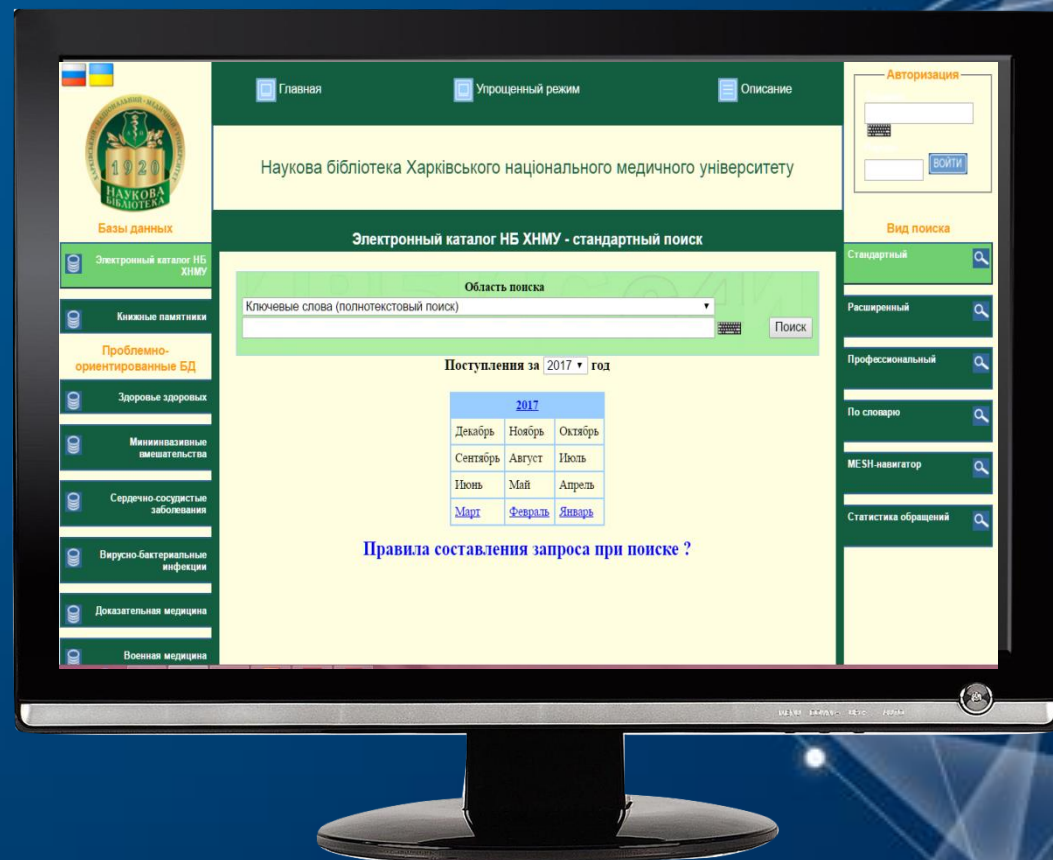 Главная
Упрощенный режим
Описание
Авторизация
ВОЙТИ
1920
НАУКОВА
БІБЛІОТЕКА
Наукова бібліотека Харківського національного медичного університету
Базы данных
Электронный каталог НБ
ХНМУ
Книжные памятники
Проблемно-
ориентированные БД
Здоровье здоровых
Миниинвазивные
вмешательства
Сердечно-сосудистые
заболевания
Вирусно-бактериальные
инфекции
Доказательная медицина
Военная медицина
Электронный каталог НБ ХНМУ - стандартный поиск
Область поиска
Ключевые слова (полнотекстовый поиск)
Поиск
Поступления за 2017 год
2017
Декабрь Ноябрь Октябрь
Сентябрь Август Июль
Июнь Май Апрель
Март Февраль Январь
Правила составления запроса при поиске ?
Вид поиска
Стандартный
Расширенный
Профессиональный
По словарю
MESH-навигатор
Статистика обращений